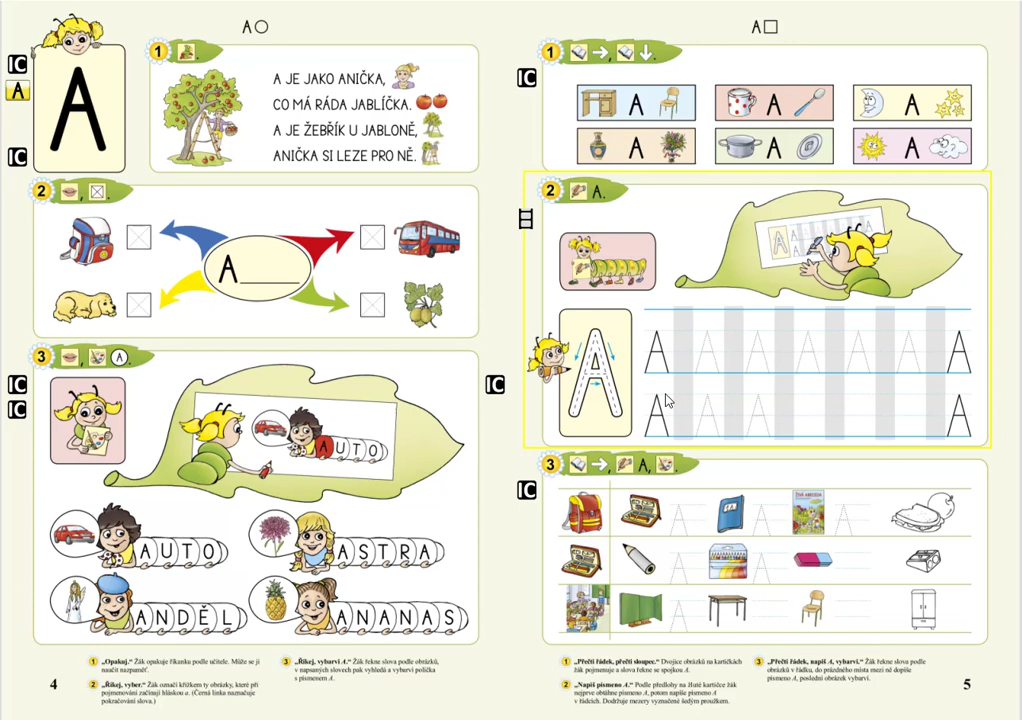 A
IC
A
IC
A
1
.
A JE JAKO ANIČKA,
CO MÁ RÁDA JABLÍČKA.
A JE ŽEBŘÍK U JABLONĚ,
ANIČKA SI LEZE PRO NĚ.
2
, .
A____
3
, A.
IC
IC
AUTO
AUTO
ASTRA
ANDĚL
ANANAS
1 „Opakuj.“ Žák opakuje říkanku podle učitele. Může se ji
naučit nazpaměť.
2 „Říkej, vyber.“ Žák označí křížkem ty obrázky, které při
pojmenování začínají hláskou a. (Černá linka naznačuje
pokračování slova.)
3 „Říkej, vybarvi A.“ Žák řekne slova podle obrázků,
v napsaných slovech pak vyhledá a vybarví políčka
s písmenem A.
4
A
1
, .
IC
A
A
A
A
A
A
2
A.
A
A A A A A A A
A A A A
IC
3
, A, .
IC
A A A
A A
A
1 „Přečti řádek, přečti sloupec.“ Dvojice obrázků na kartičkách
žák pojmenuje a slova řekne se spojkou A.
2 „Napiš písmeno A.“ Podle předlohy na žluté kartičce žák
nejprve obtáhne písmeno A, potom napíše písmeno A
v řádcích. Dodržuje mezery vyznačené šedým proužkem.
3 „Přečti řádek, napiš A, vybarvi.“ Žák řekne slova podle
obrázků v řádku, do prázdného místa mezi ně dopíše
písmeno A, poslední obrázek vybarví.
5